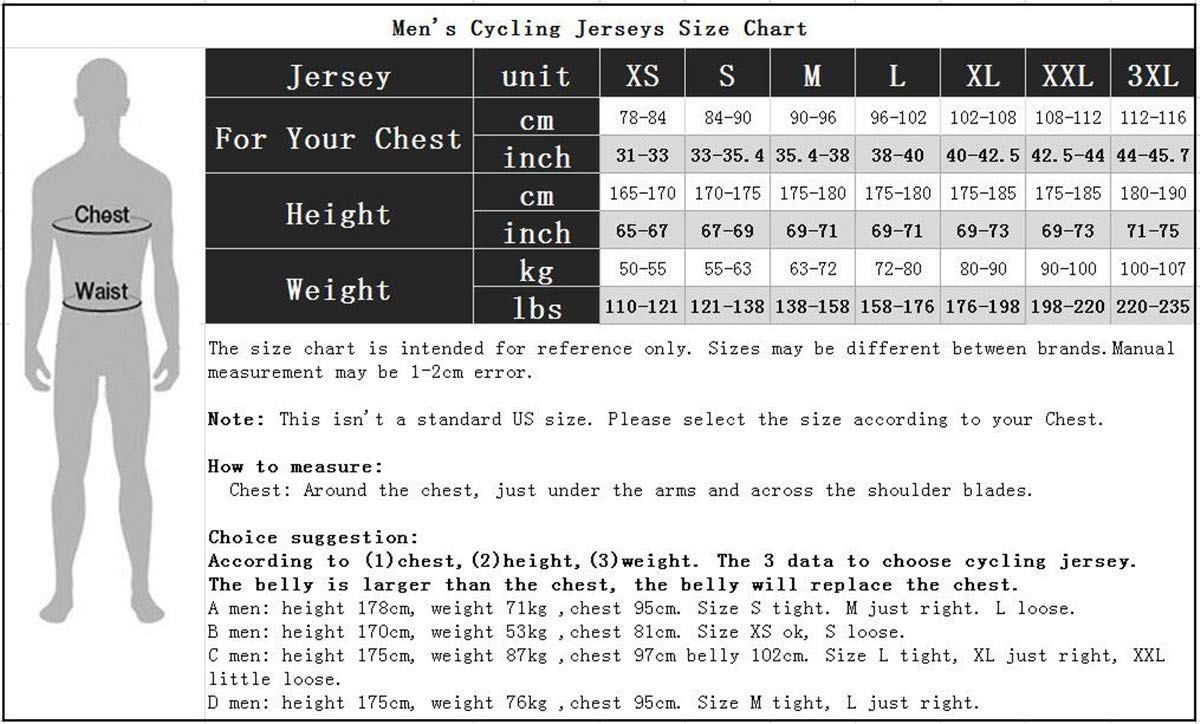 Men's Cycling Jerseys Size Chart
Jersey unit XS S M L XL XXL 3XL
For Your Chest cm 78-84 84-90 90-96 96-102 102-108 108-112 112-116
inch 31-33 33-35.4 35.4-38 38-40 40-42.5 42.5-44 44-45.7
Height cm 165-170 170-175 175-180 175-180 175-185 175-185 180-190
inch 65-67 67-69 69-71 69-71 69-73 69-73 71-75
Weight kg 50-55 55-63 63-72 72-80 80-90 90-100 100-107
lbs 110-121 121-138 138-158 158-176 176-198 198-220 220-235
Chest
Waist
The size chart is intended for reference only. Sizes may be different between brands.Manual
measurement may be 1-2cm error.
Note: This isn't a standard US size. Please select the size according to your Chest.
How to measure:
Chest: Around the chest, just under the arms and across the shoulder blades.
Choice suggestion:
According to (1)chest,(2)height,(3)weight. The 3 data to choose cycling jersey.
The belly is larger than the chest, the belly will replace the chest.
A men: height 178cm, weight 71kg ,chest 95cm. Size S tight. M just right. L loose.
B men: height 170cm, weight 53kg ,chest 81cm. Size XS ok, S loose.
C men: height 175cm, weight 87kg ,chest 97cm belly 102cm. Size L tight, XL just right, XXL
little loose.
D men: height 175cm, weight 76kg ,chest 95cm. Size M tight, L just right.